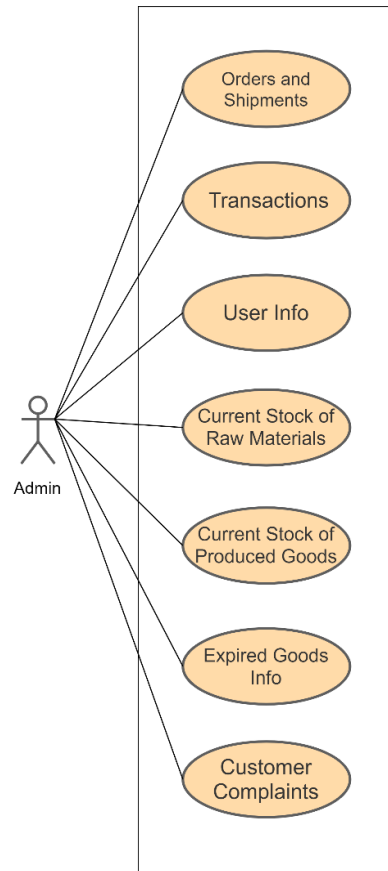 Orders and
Shipments
Transactions
User Info
Current Stock of
Raw Materials
Admin
Current Stock of
Produced Goods
Expired Goods
Info
Customer
Complaints